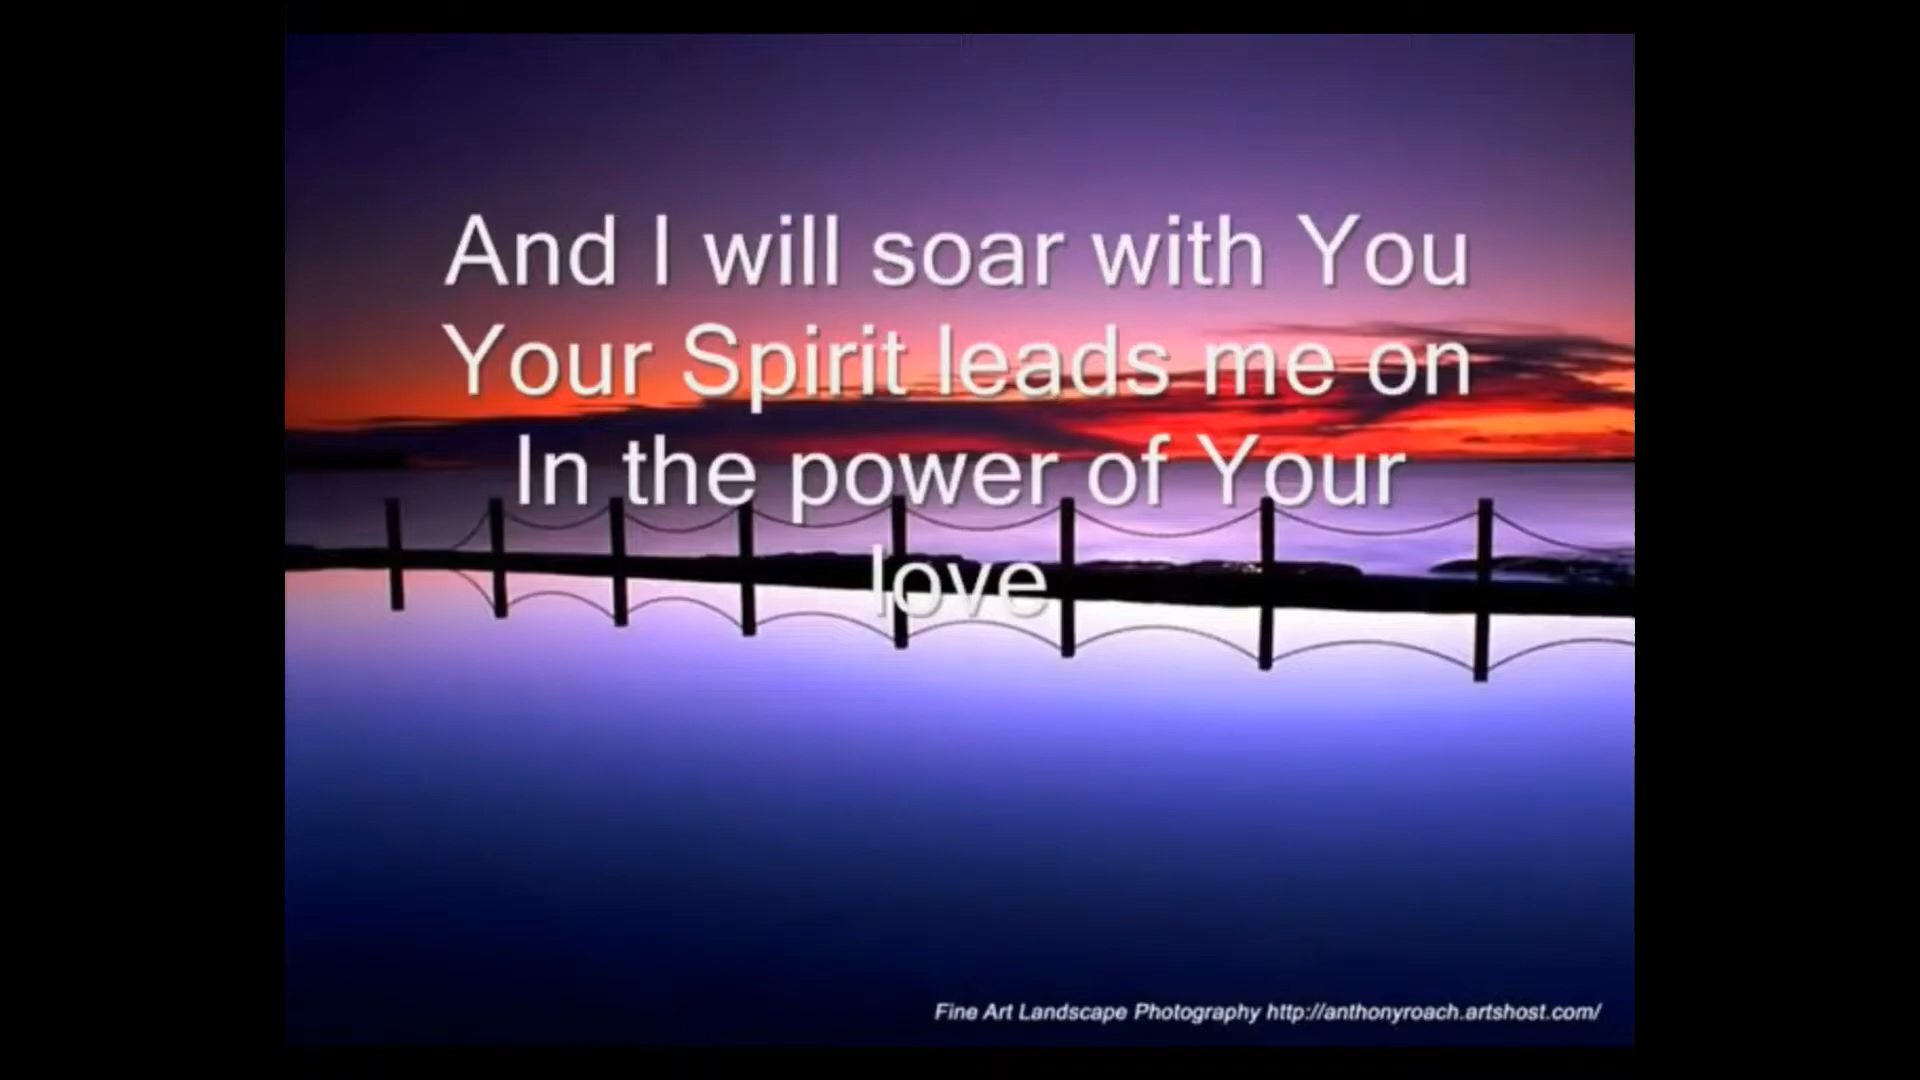 And I will soar with You
Your Spirit leads me on
In the power of Your
love
Fine Art Landscape Photography http://anthonyroach.artshost.com/